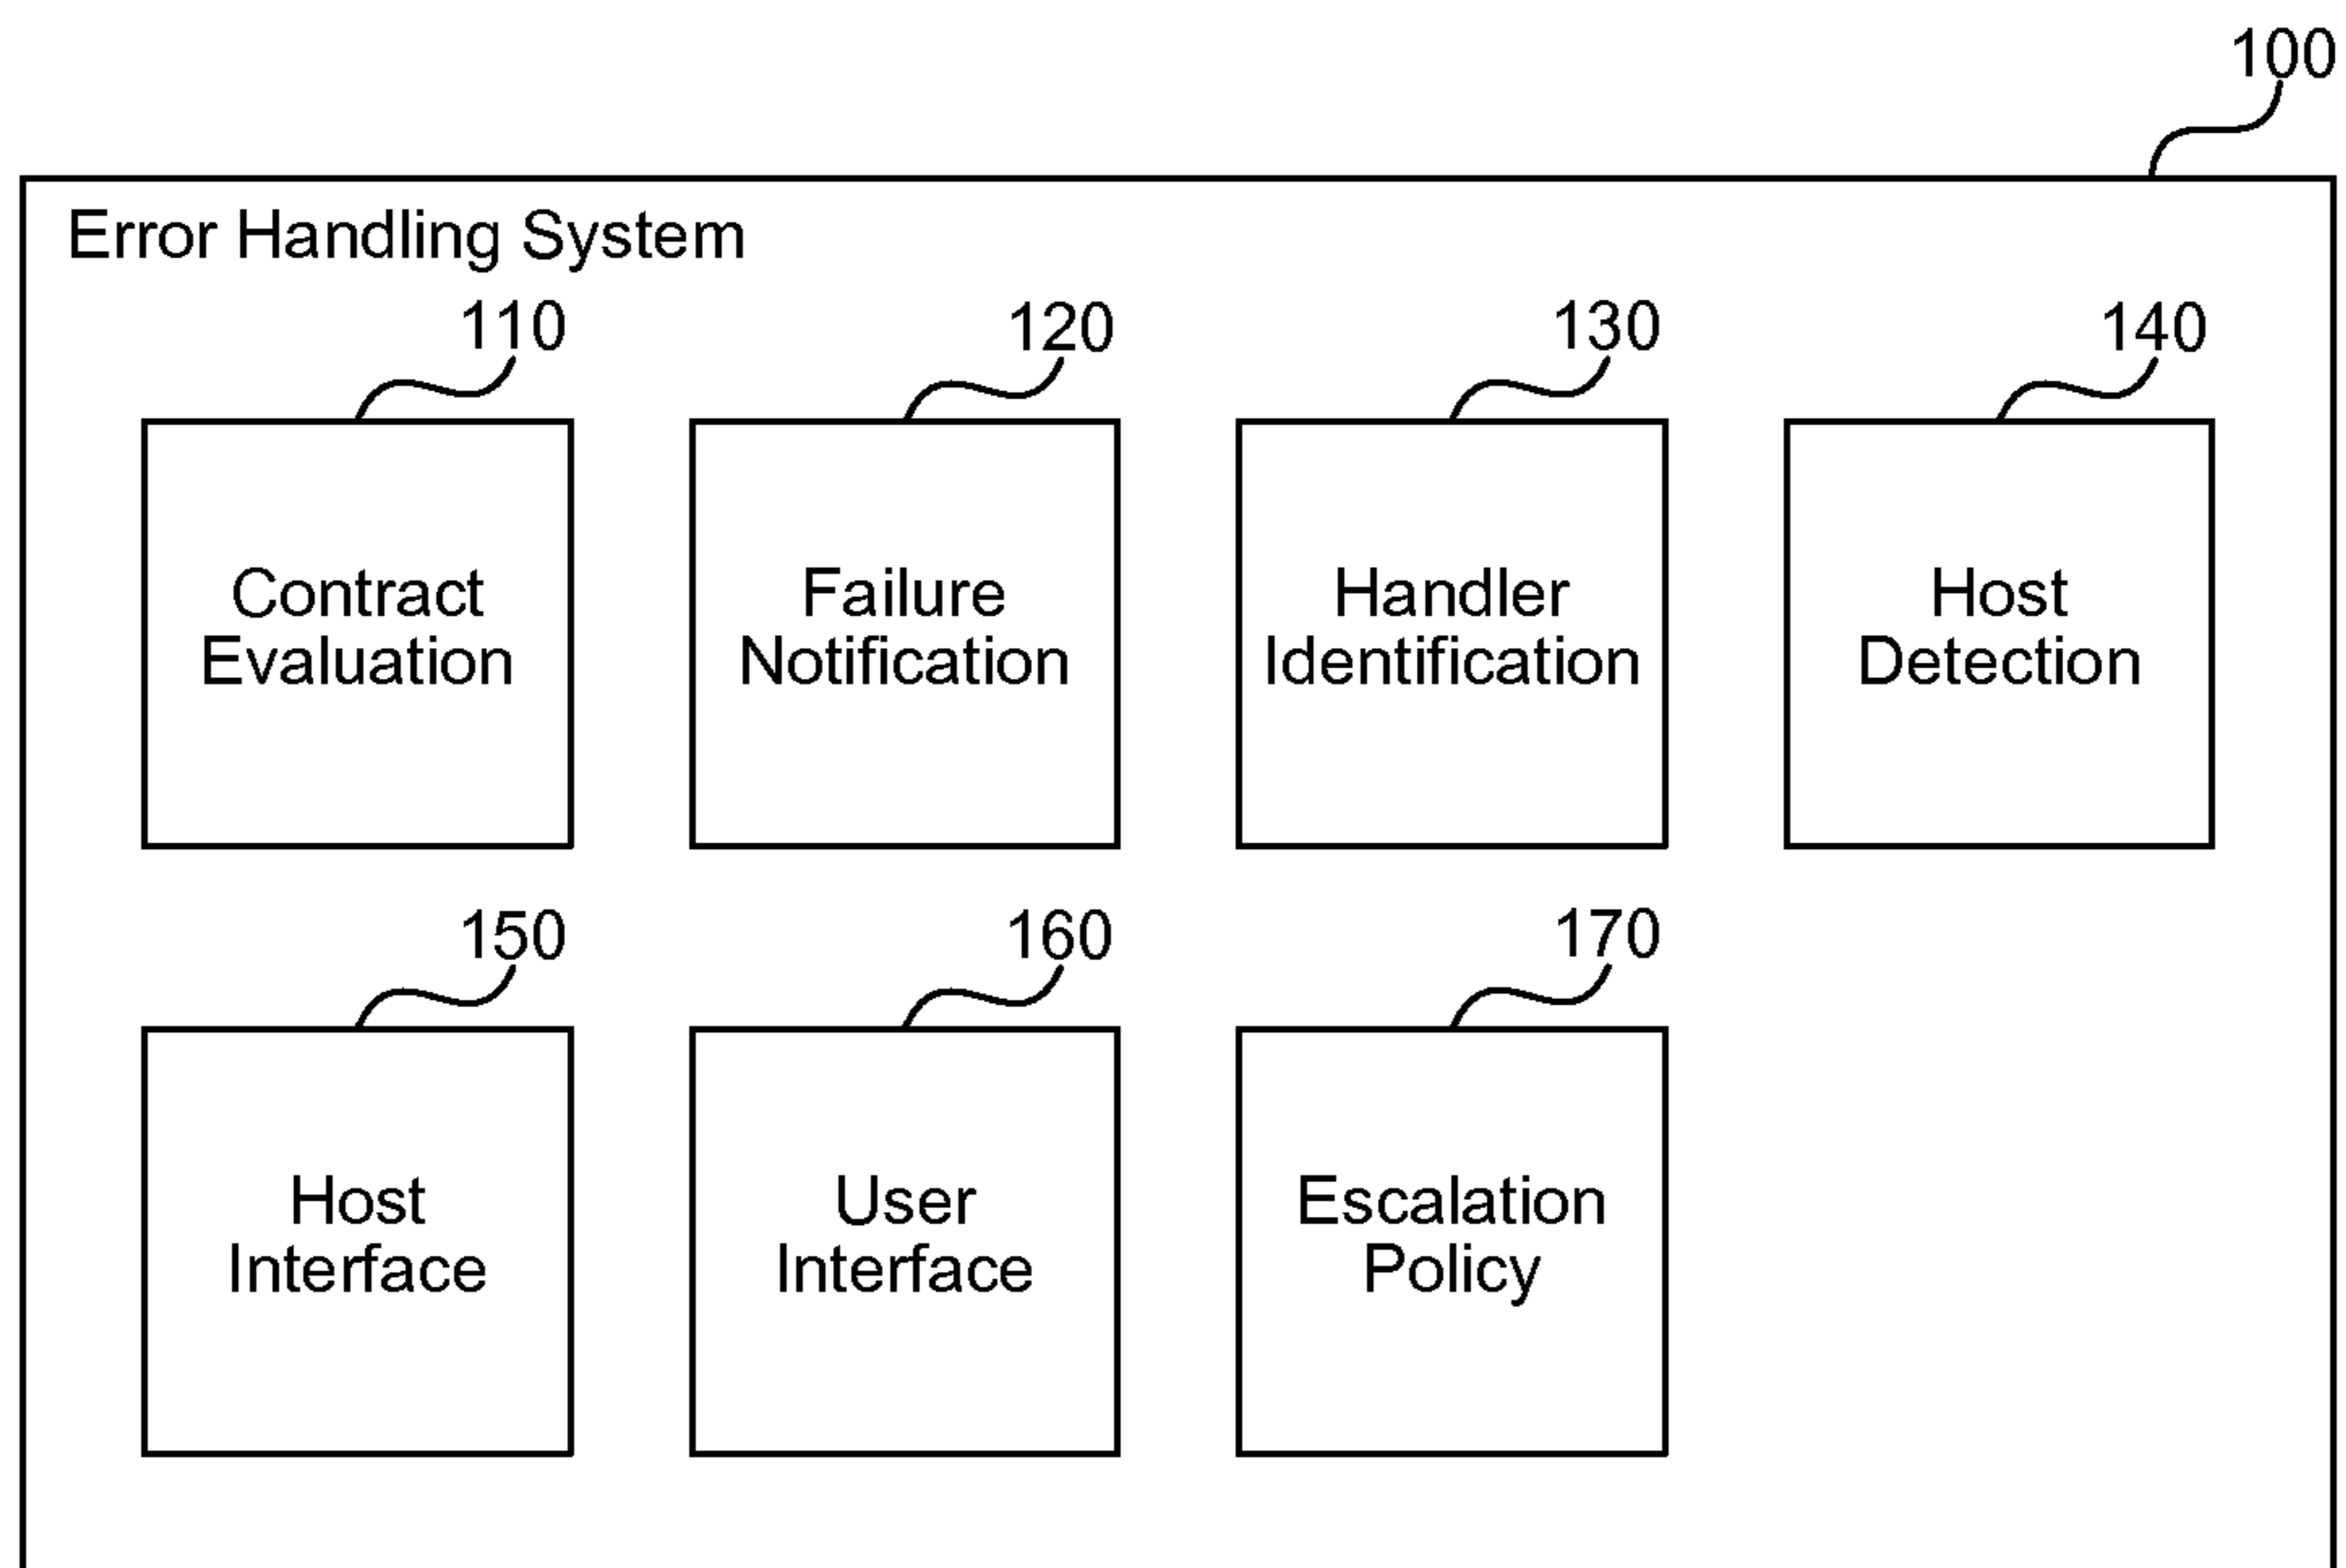 100
Error Handling System
110
120
130
140
Contract
Evaluation
Failure
Notification
Handler
Identification
Host
Detection
150
160
170
Host
Interface
User
Interface
Escalation
Policy